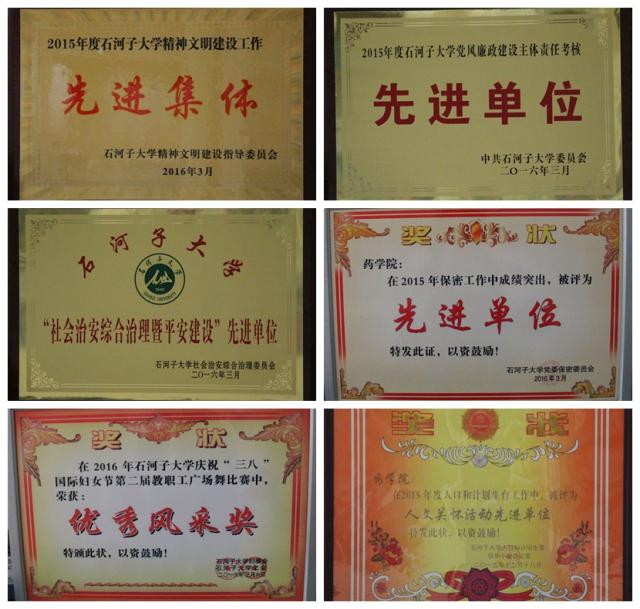 2015年度石河子大学精神文明建设工作
先进集体
石河子大学精神文明建设指导委员会
2016年3月
2015年度石河子大学党风廉政建设主体责任考核
先进单位
中共石河子大学委员会
二〇一六年三月
石河子大学
“社会治安综合治理暨平安建设”先进单位
石河子大学社会治安综合治理委员会
二〇一六年三月
奖状
药学院：
在2015年保密工作中成绩突出，被评为
先进单位
特发此证，以资鼓励！
石河子大学党委保密委员会
2016年3月
奖状
在2016年石河子大学庆祝“三八”
国际妇女节第二届教职工广场舞比赛中，
荣获：
优秀风采奖
特颁此状，以资鼓励！
奖状
药学院：
在2015年度人口和计划生育工作中，被评为
人文关怀活动先进单位
特发此状，以资鼓励！